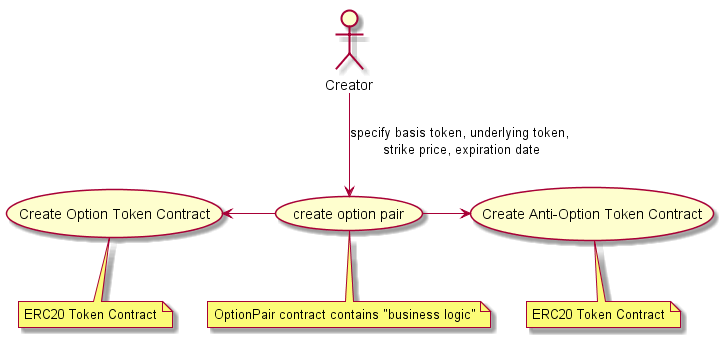 Creator
specify basis token, underlying token,
strike price, expiration date
Create Option Token Contract
create option pair
Create Anti-Option Token Contract
ERC20 Token Contract
OptionPair contract contains "business logic"
ERC20 Token Contract